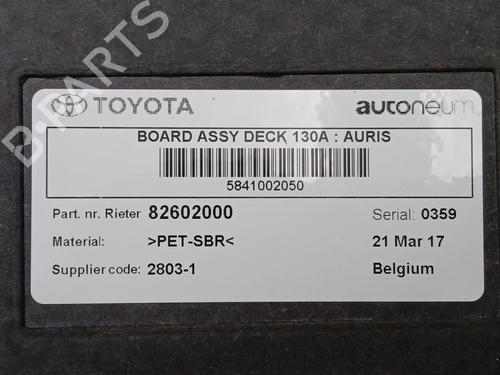 TOYOTA
autoneum
BOARD ASSY DECK 130A : AURIS
5841002050
Part. nr. Rieter 82602000 Serial: 0359
Material: >PET-SBR< 21 Mar 17
Supplier code: 2803-1 Belgium
B-PARTS